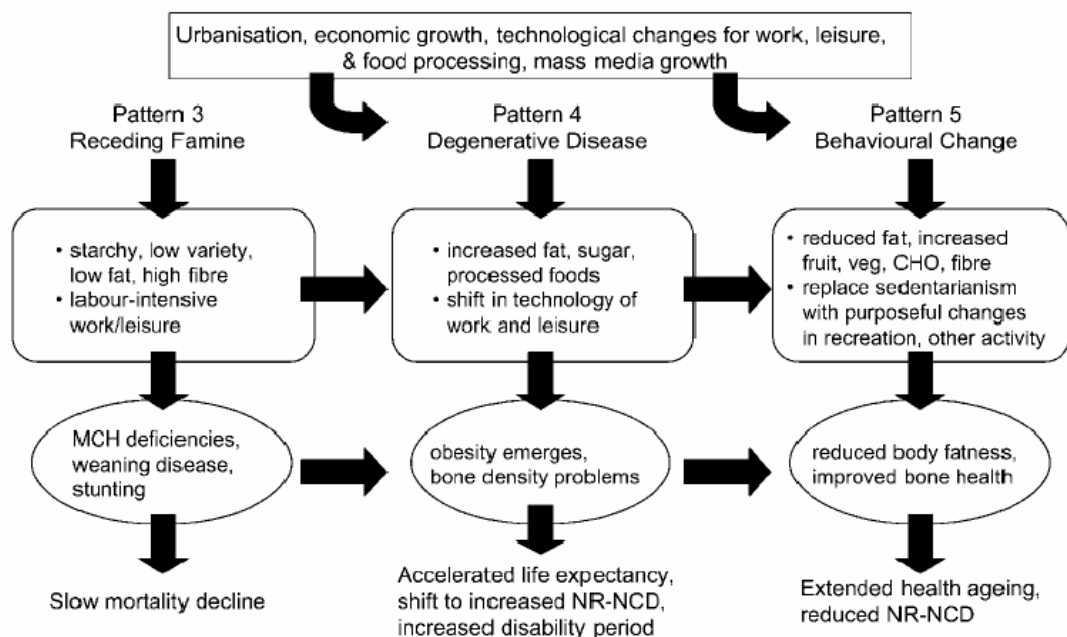 Urbanisation, economic growth, technological changes for work, leisure,
& food processing, mass media growth
Pattern 3
Receding Famine
Pattern 4
Degenerative Disease
Pattern 5
Behavioural Change
• starchy, low variety,
low fat, high fibre
• labour-intensive
work/leisure
• increased fat, sugar,
processed foods
• shift in technology of
work and leisure
• reduced fat, increased
fruit, veg, CHO, fibre
• replace sedentarianism
with purposeful changes
in recreation, other activity
MCH deficiencies,
weaning disease,
stunting
obesity emerges,
bone density problems
reduced body fatness,
improved bone health
Slow mortality decline
Accelerated life expectancy,
shift to increased NR-NCD,
increased disability period
Extended health ageing,
reduced NR-NCD